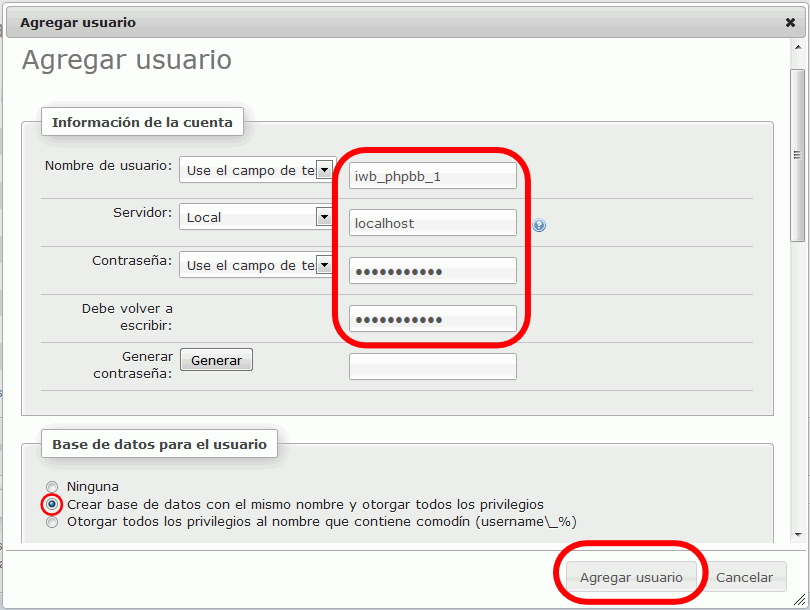 Agregar usuario
Agregar usuario
Información de la cuenta
Nombre de usuario: Use el campo de te iwb_phpbb_1
Servidor: Local localhost
Contraseña: Use el campo de te •••••••••••
Debe volver a
escribir: •••••••••••
Generar
contraseña: Generar
Base de datos para el usuario
Ninguna
Crear base de datos con el mismo nombre y otorgar todos los privilegios
Otorgar todos los privilegios al nombre que contiene comodín (username\_%)
Agregar usuario Cancelar